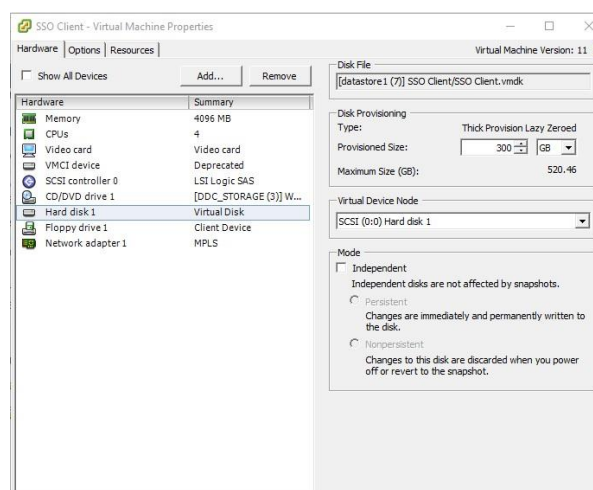 SSO Client - Virtual Machine Properties
Hardware Options Resources
Virtual Machine Version: 11
Show All Devices
Add... Remove
Hardware Summary
Memory 4096 MB
CPUs 4
Video card Video card
VMCI device Deprecated
SCSI controller 0 LSI Logic SAS
CD/DVD drive 1 [DDC_STORAGE (3)] W...
Hard disk 1 Virtual Disk
Floppy drive 1 Client Device
Network adapter 1 MPLS
Disk File
[datastore1 (7)] SSO Client/SSO Client.vmdk
Disk Provisioning
Type: Thick Provision Lazy Zeroed
Provisioned Size: 300 GB
Maximum Size (GB): 520.46
Virtual Device Node
SCSI (0:0) Hard disk 1
Mode
Independent
Independent disks are not affected by snapshots.
Persistent
Changes are immediately and permanently written to
the disk.
Nonpersistent
Changes to this disk are discarded when you power
off or revert to the snapshot.